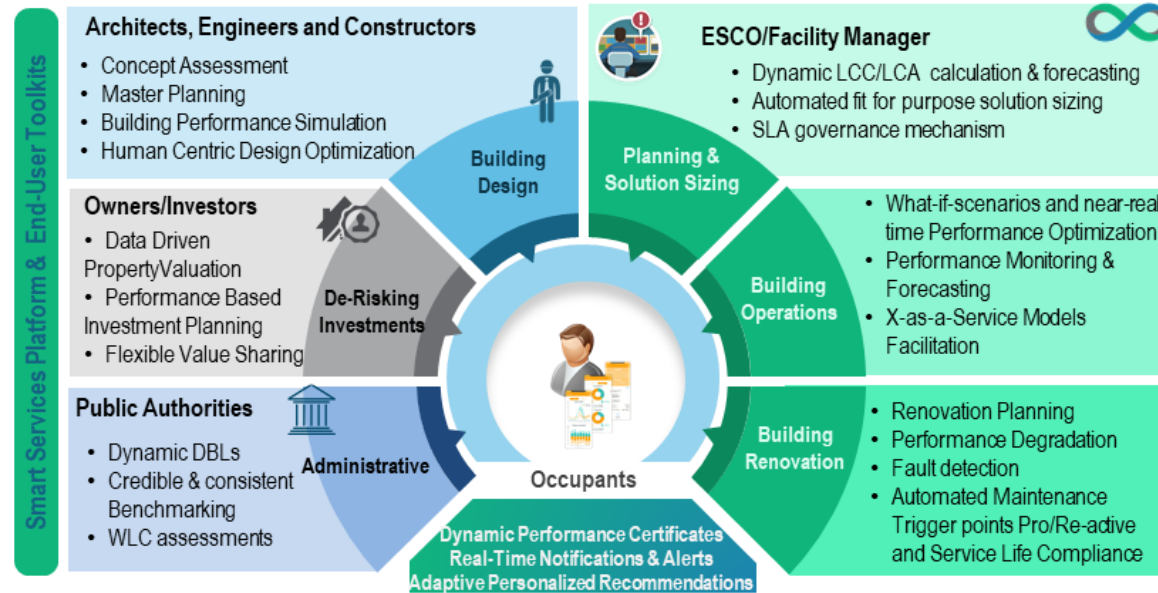 Smart Services Platform & End-User Toolkits
Architects, Engineers and Constructors
• Concept Assessment
• Master Planning
• Building Performance Simulation
• Human Centric Design Optimization
Building
Design
Owners/Investors
• Data Driven
PropertyValuation
• Performance Based
Investment Planning
• Flexible Value Sharing
De-Risking
Investments
Public Authorities
• Dynamic DBLs
• Credible & consistent
Benchmarking
• WLC assessments
Administrative
ESCO/Facility Manager
• Dynamic LCC/LCA calculation & forecasting
• Automated fit for purpose solution sizing
• SLA governance mechanism
Planning &
Solution Sizing
• What-if-scenarios and near-real
time Performance Optimization
• Performance Monitoring &
Forecasting
• X-as-a-Service Models
Facilitation
Building
Operations
• Renovation Planning
• Performance Degradation
• Fault detection
• Automated Maintenance
Trigger points Pro/Re-active
and Service Life Compliance
Building
Renovation
Occupants
Dynamic Performance Certificates
Real-Time Notifications & Alerts
Adaptive Personalized Recommendations